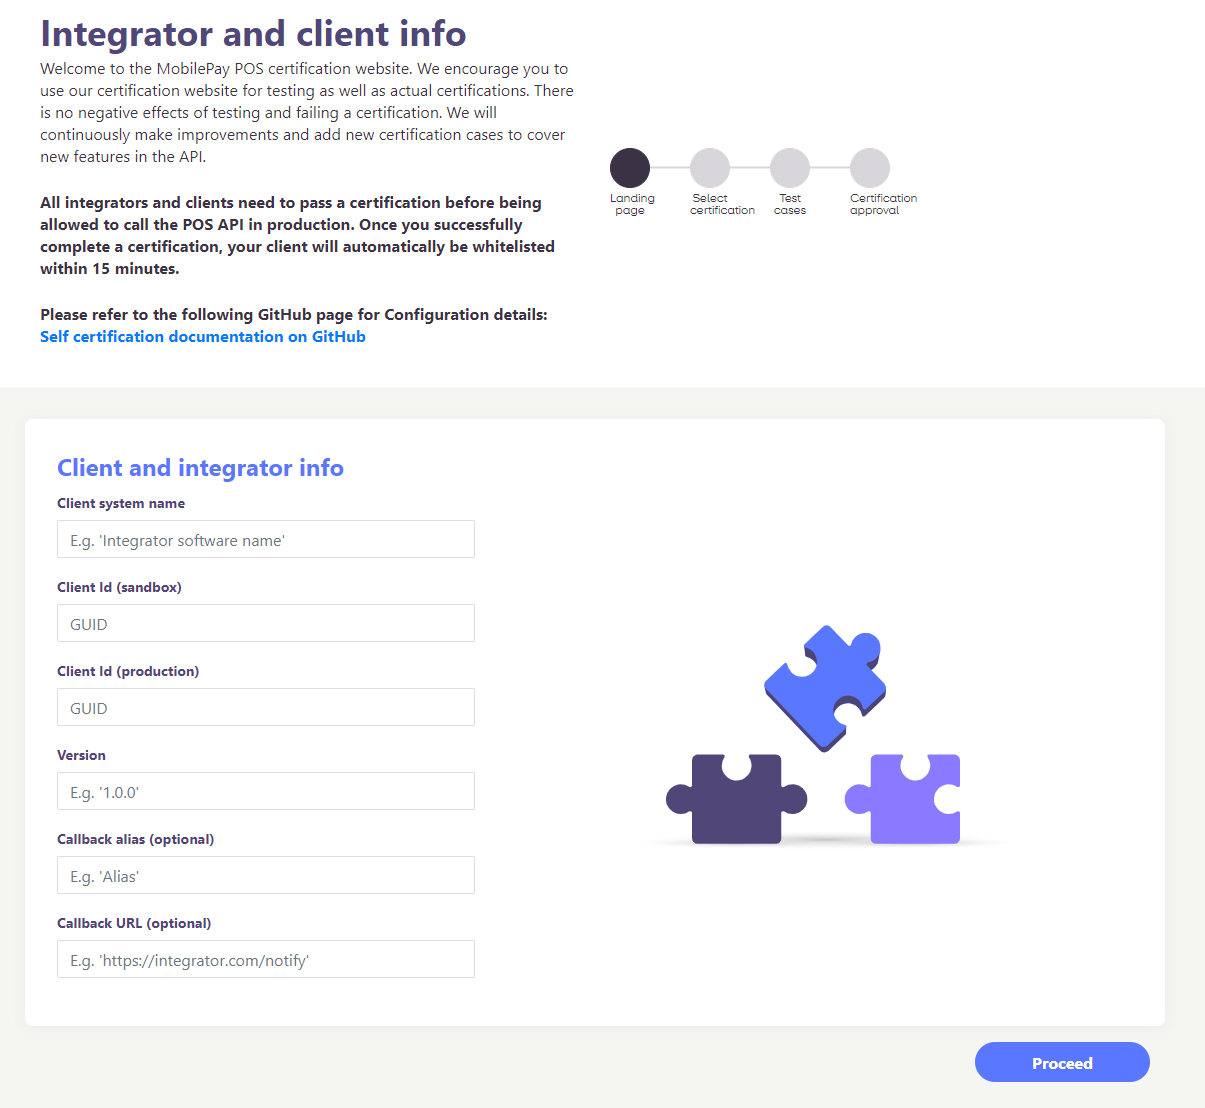 Integrator and client info
Welcome to the MobilePay POS certification website. We encourage you to
use our certification website for testing as well as actual certifications. There
is no negative effects of testing and failing a certification. We will
continuously make improvements and add new certification cases to cover
new features in the API.
All integrators and clients need to pass a certification before being
allowed to call the POS API in production. Once you successfully
complete a certification, your client will automatically be whitelisted
within 15 minutes.
Please refer to the following GitHub page for Configuration details:
Self certification documentation on GitHub
Landing
page
Select
certification
Test
cases
Certification
approval
Client and integrator info
Client system name
E.g. 'Integrator software name'
Client Id (sandbox)
GUID
Client Id (production)
GUID
Version
E.g. '1.0.0'
Callback alias (optional)
E.g. 'Alias'
Callback URL (optional)
E.g. 'https://integrator.com/notify'
Proceed